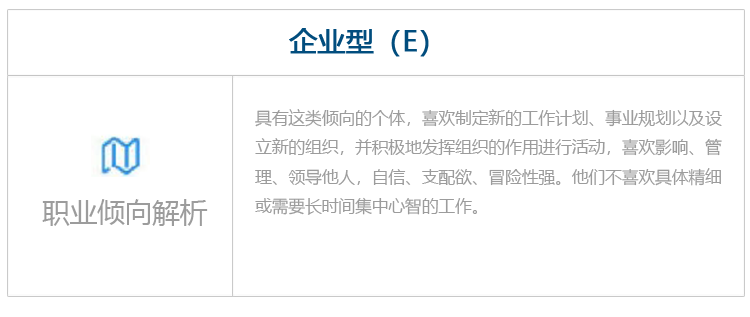 企业型（E）
职业倾向解析
具有这类倾向的个体，喜欢制定新的工作计划、事业规划以及设
立新的组织，并积极地发挥组织的作用进行活动，喜欢影响、管
理、领导他人，自信、支配欲、冒险性强。他们不喜欢具体精细
或需要长时间集中心智的工作。